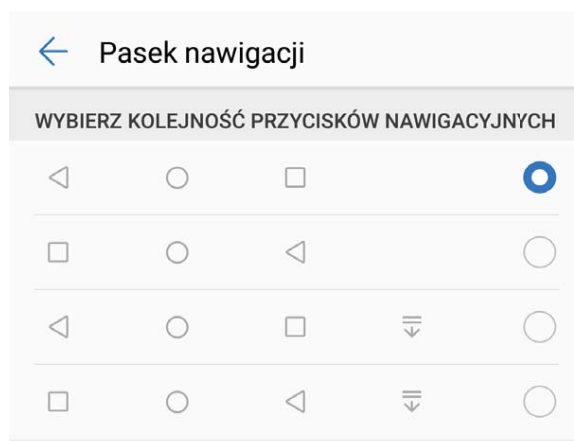 Pasek nawigacji
WYBIERZ KOLEJNOŚĆ PRZYCISKÓW NAWIGACYJNYCH